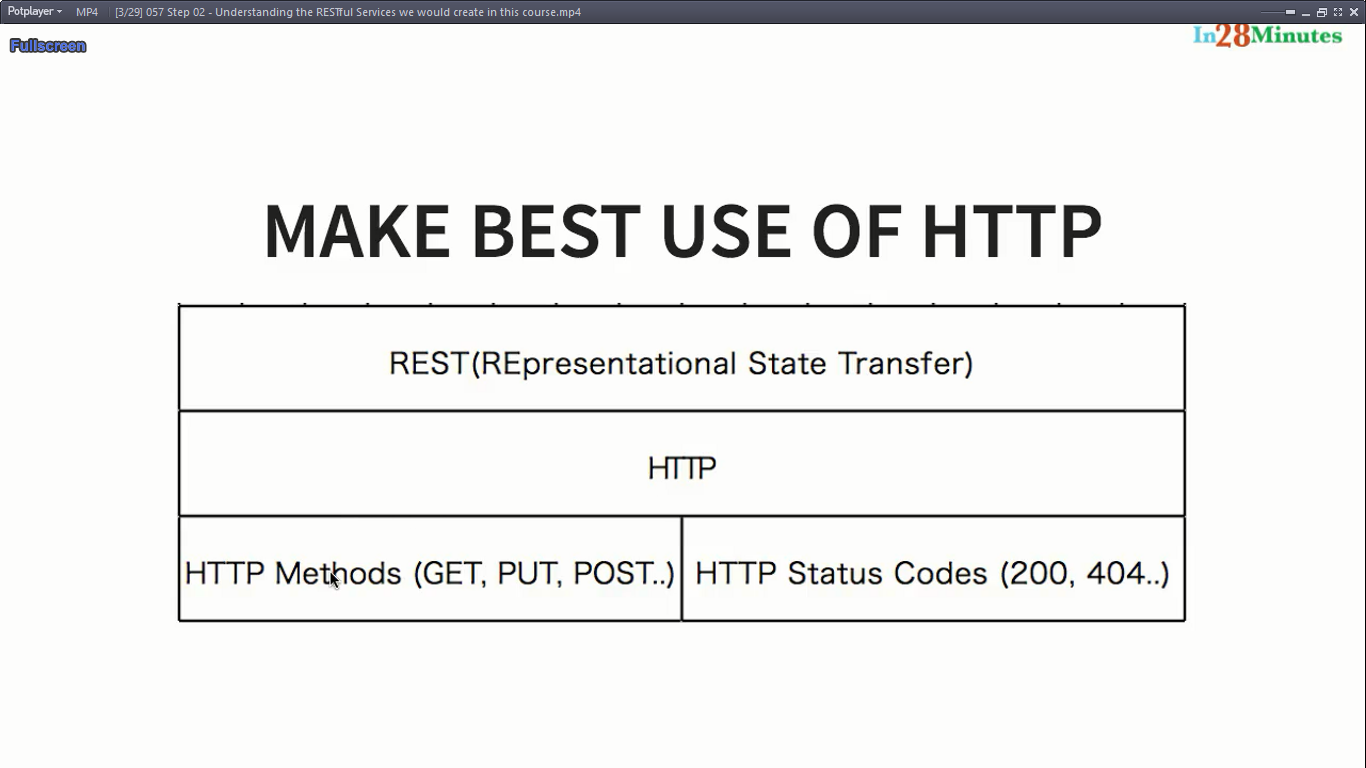 Potplayer MP4 [3/29] 057 Step 02 - Understanding the RESTful Services we would create in this course.mp4
Fullscreen
In28Minutes
MAKE BEST USE OF HTTP
REST(REpresentational State Transfer)
HTTP
HTTP Methods (GET, PUT, POST..)
HTTP Status Codes (200, 404..)